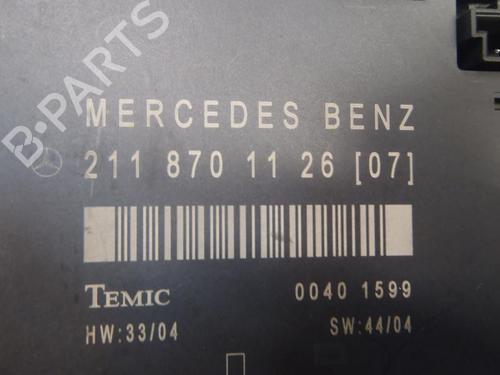 B-PARTS
MERCEDES BENZ
211 870 11 26 [07]
TEMIC 0040 1599
HW:33/04 SW:44/04